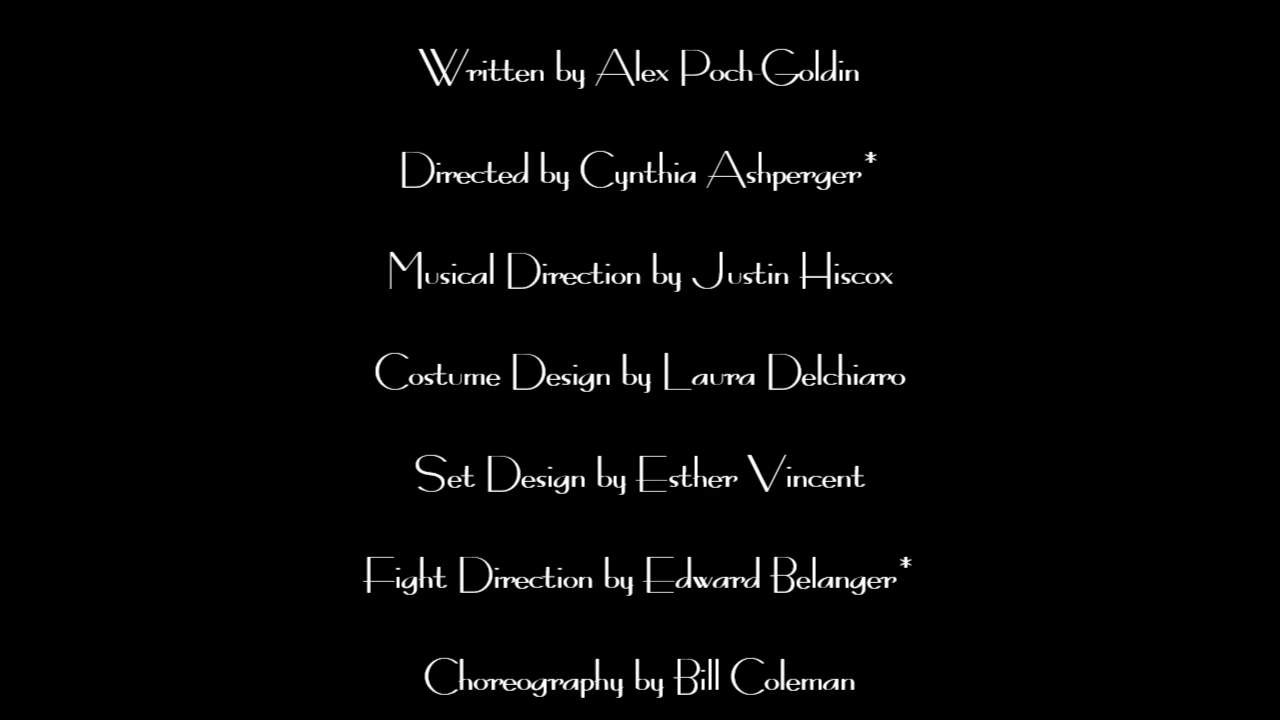 Written by Alex Poch-Goldin
Directed by Cynthia Ashperger*
Musical Direction by Justin Hiscox
Costume Design by Laura Delchiaro
Set Design by Esther Vincent
Fight Direction by Edward Belanger*
Choreography by Bill Coleman